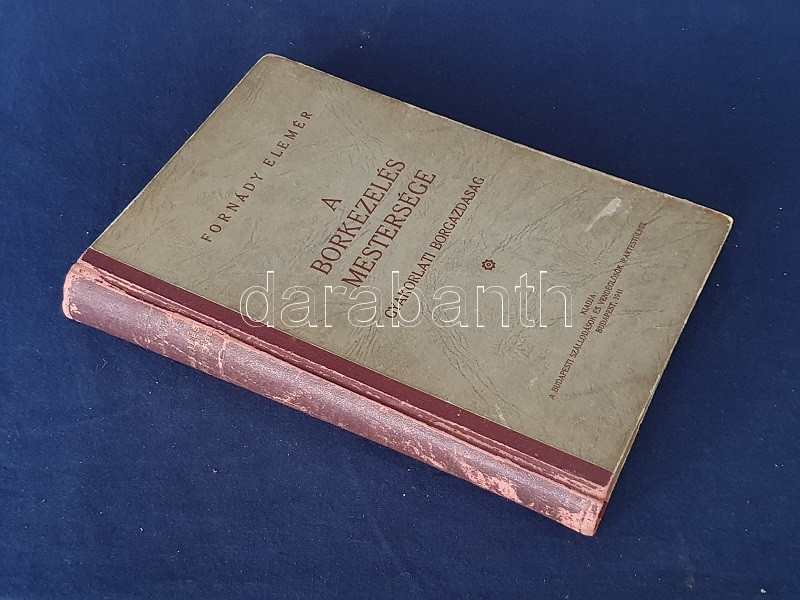 FORNÁDY ELEMÉR
A
BORKEZELÉS
MESTERSÉGE
GYAKORLATI BORGAZDASÁG
KIADJA
A BUDAPESTI SZÁLLODÁSOK ÉS VENDÉGLŐSÖK IPARTESTÜLETE
BUDAPEST, 1941
darabanth